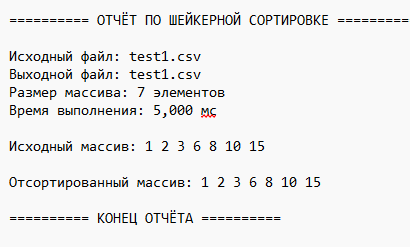 ========== ОТЧЁТ ПО ШЕЙКЕРНОЙ СОРТИРОВКЕ =========
Исходный файл: test1.csv
Выходной файл: test1.csv
Размер массива: 7 элементов
Время выполнения: 5,000 мс
Исходный массив: 1 2 3 6 8 10 15
Отсортированный массив: 1 2 3 6 8 10 15
========== КОНЕЦ ОТЧЁТА ==========